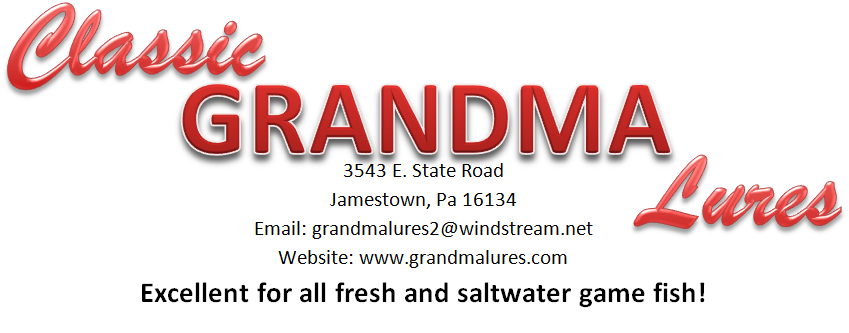 Classic
GRANDMA
Lures
3543 E. State Road
Jamestown, Pa 16134
Email: grandmalures2@windstream.net
Website: www.grandmalures.com
Excellent for all fresh and saltwater game fish!